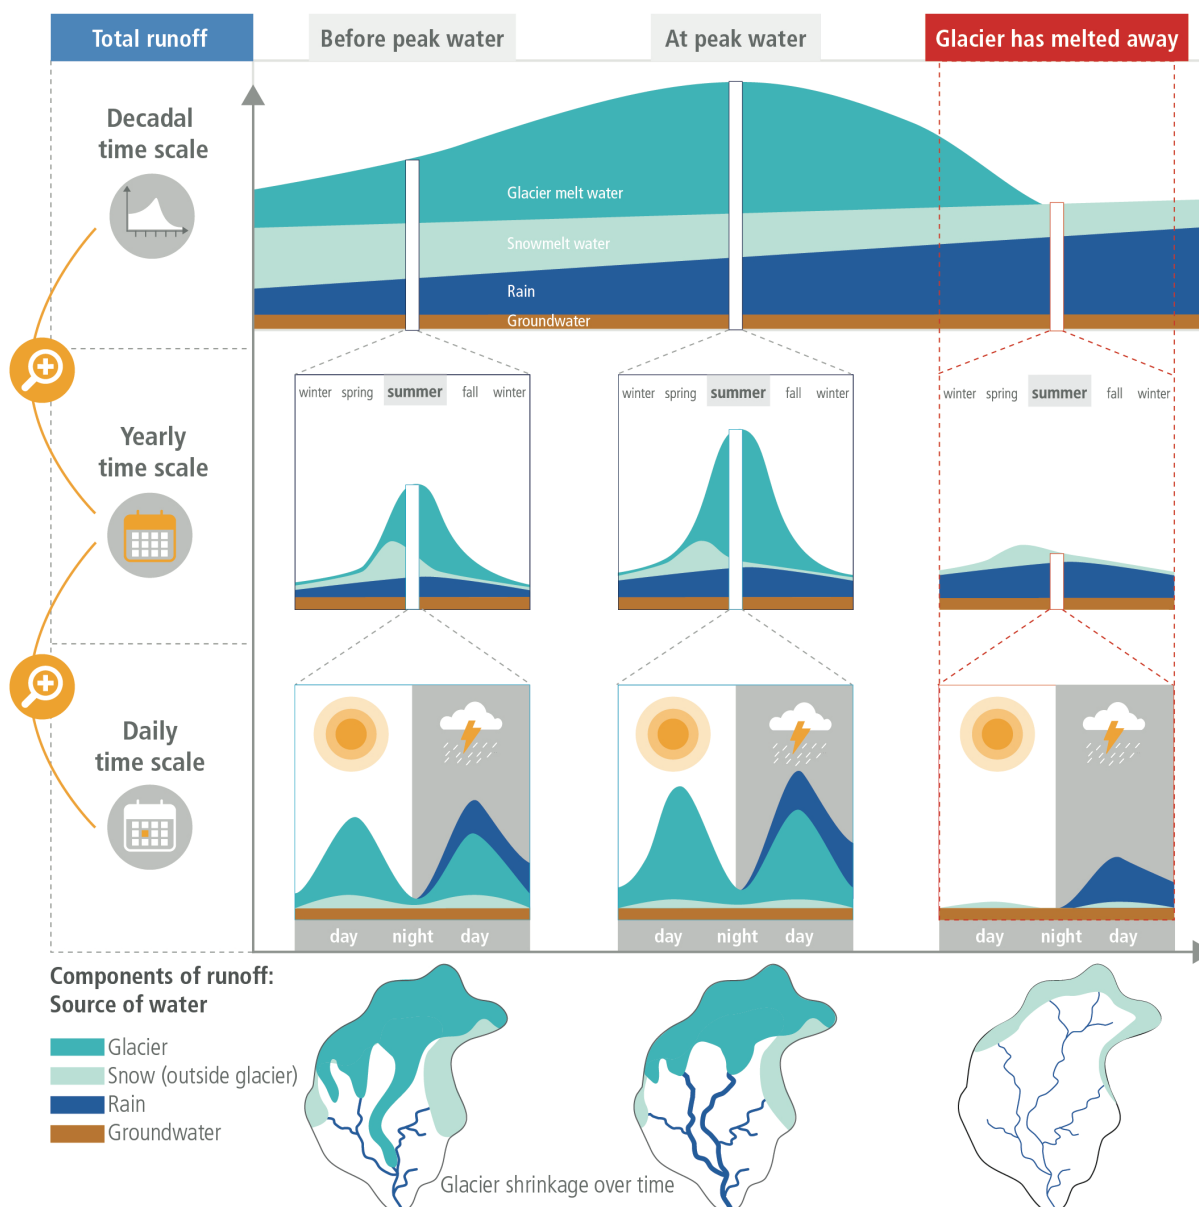 Total runoff
Before peak water
At peak water
Glacier has melted away
Decadal
time scale
Glacier melt water
Snowmelt water
Rain
Groundwater
winter spring summer fall winter
winter spring summer fall winter
winter spring summer fall winter
Yearly
time scale
Daily
time scale
day night day
day night day
day night day
Components of runoff:
Source of water
Glacier
Snow (outside glacier)
Rain
Groundwater
Glacier shrinkage over time